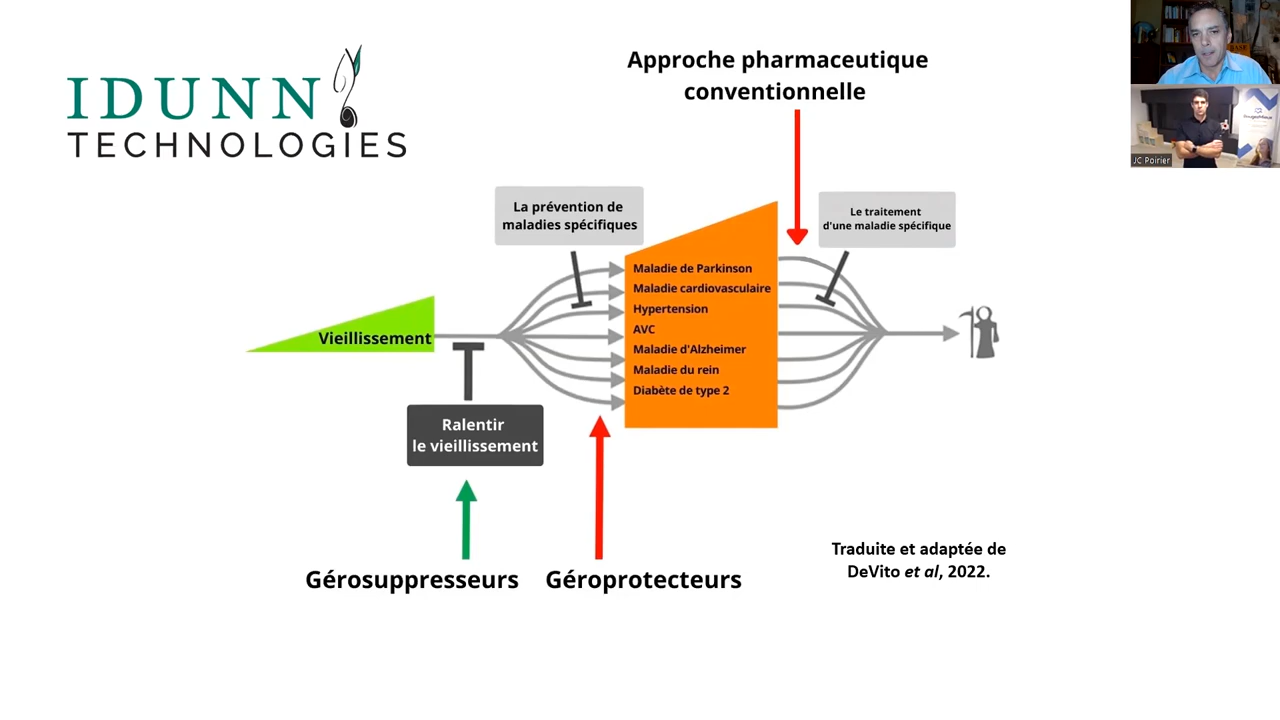 IDUNN
TECHNOLOGIES
Approche pharmaceutique
conventionnelle
JC Poirier
La prévention de
maladies spécifiques
Le traitement
d'une maladie spécifique
Maladie de Parkinson
Maladie cardiovasculaire
Hypertension
AVC
Maladie d'Alzheimer
Maladie du rein
Diabète de type 2
Vieillissement
Ralentir
le vieillissement
Gérosuppresseurs
Géroprotecteurs
Traduite et adaptée de
DeVito et al, 2022.